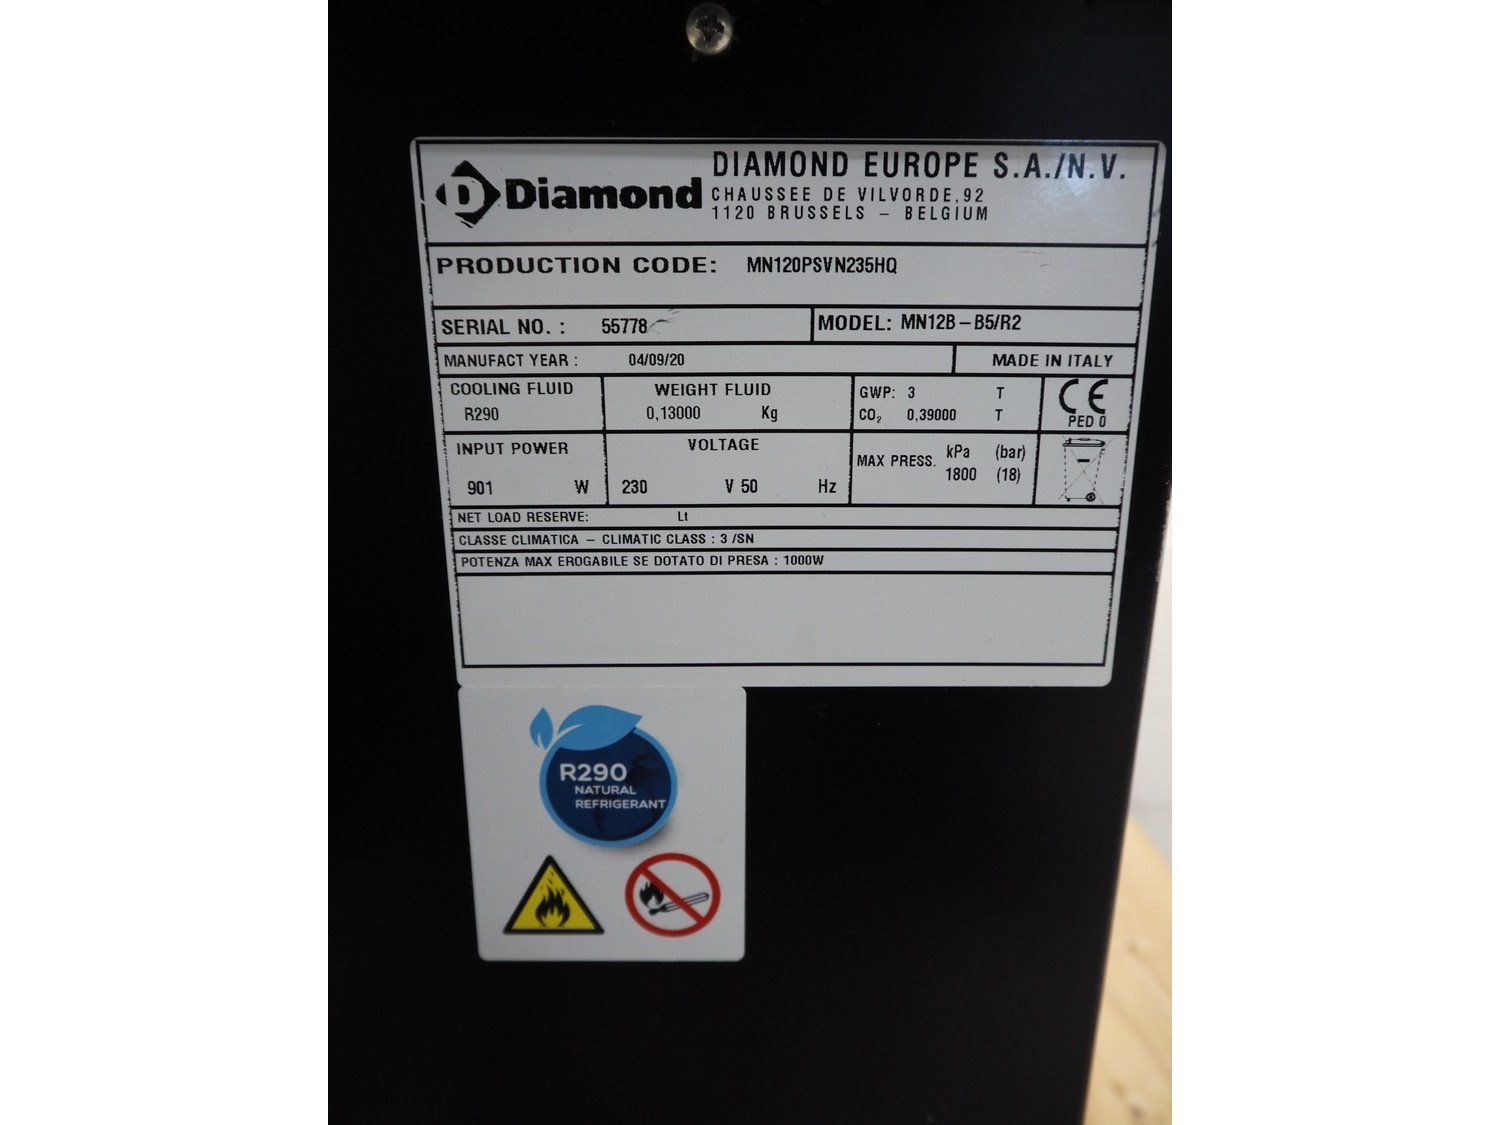 Diamond
DIAMOND EUROPE S.A./N.V.
CHAUSSEE DE VILVORDE,92
1120 BRUSSELS – BELGIUM
PRODUCTION CODE: MN120PSVN235HQ
SERIAL NO. : 55778
MODEL: MN12B – B5/R2
MANUFACT YEAR : 04/09/20
MADE IN ITALY
COOLING FLUID
R290
WEIGHT FLUID
0,13000 Kg
GWP: 3 T
CO₂ 0,39000 T
CE
PED 0
INPUT POWER
901 W
VOLTAGE
230 V 50 Hz
MAX PRESS. kPa (bar)
1800 (18)
NET LOAD RESERVE: Lt
CLASSE CLIMATICA – CLIMATIC CLASS : 3 /SN
POTENZA MAX EROGABILE SE DOTATO DI PRESA : 1000W
R290
NATURAL
REFRIGERANT